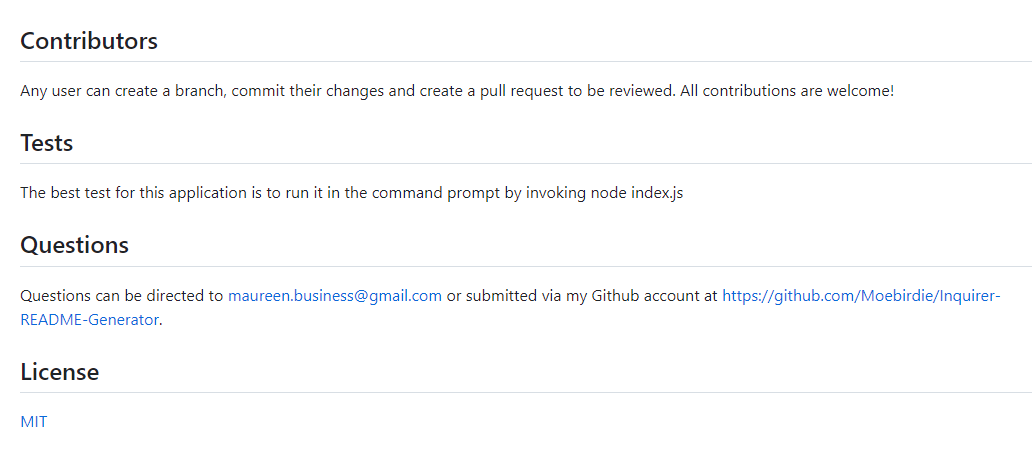 Contributors
Any user can create a branch, commit their changes and create a pull request to be reviewed. All contributions are welcome!
Tests
The best test for this application is to run it in the command prompt by invoking node index.js
Questions
Questions can be directed to maureen.business@gmail.com or submitted via my Github account at https://github.com/Moebirdie/Inquirer-
README-Generator.
License
MIT